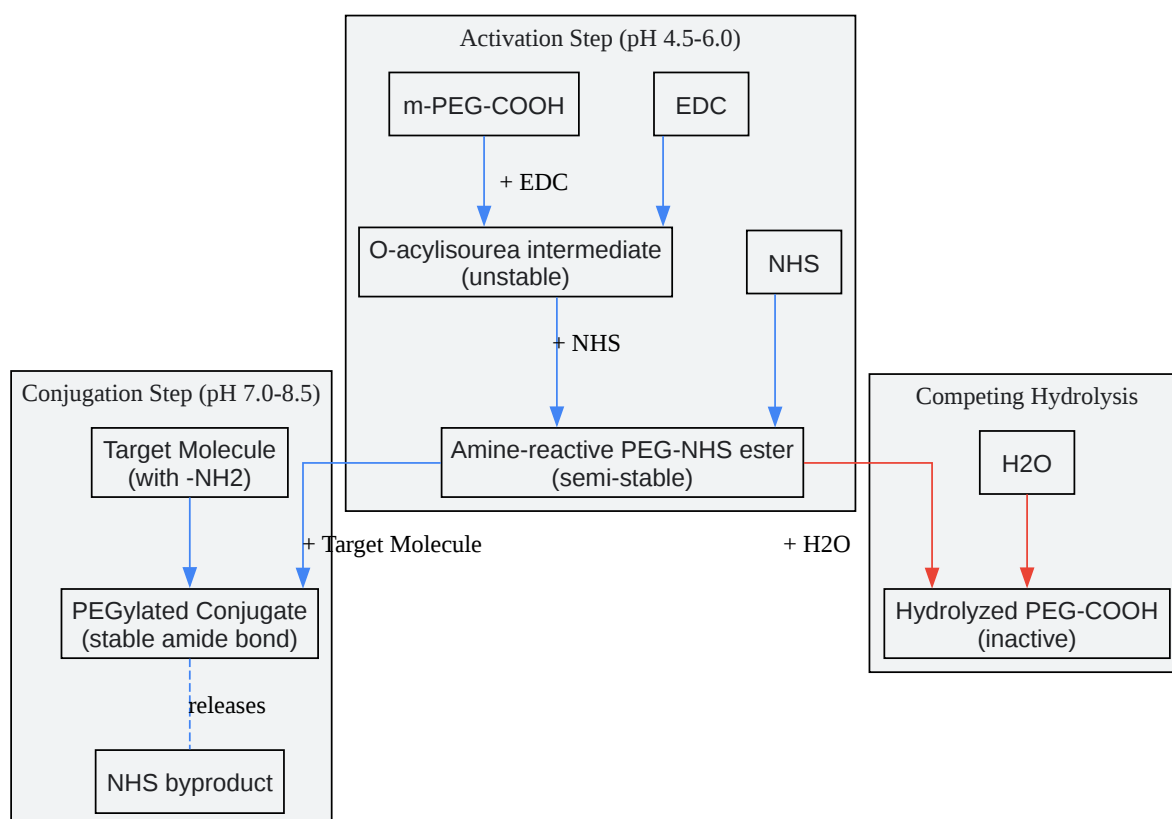 Activation Step (pH 4.5-6.0)
m-PEG-COOH
EDC
+ EDC
O-acylisourea intermediate
(unstable)
NHS
+ NHS
Conjugation Step (pH 7.0-8.5)
Competing Hydrolysis
Target Molecule
(with -NH2)
Amine-reactive PEG-NHS ester
(semi-stable)
H2O
+ Target Molecule
+ H2O
PEGylated Conjugate
(stable amide bond)
Hydrolyzed PEG-COOH
(inactive)
releases
NHS byproduct